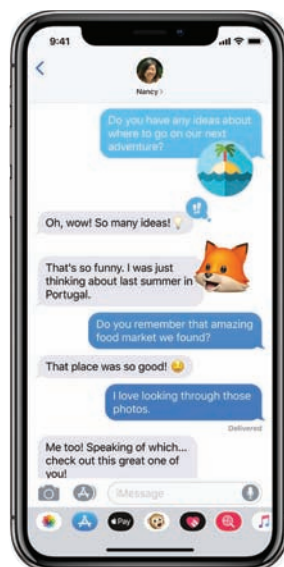 9:41
Nancy >
Do you have any ideas about
where to go on our next
adventure?
Oh, wow! So many ideas! 💡
That's so funny. I was just
thinking about last summer in
Portugal.
Do you remember that amazing
food market we found?
That place was so good! 😋
I love looking through those
photos.
Delivered
Me too! Speaking of which...
check out this great one of
you!
iMessage
Pay